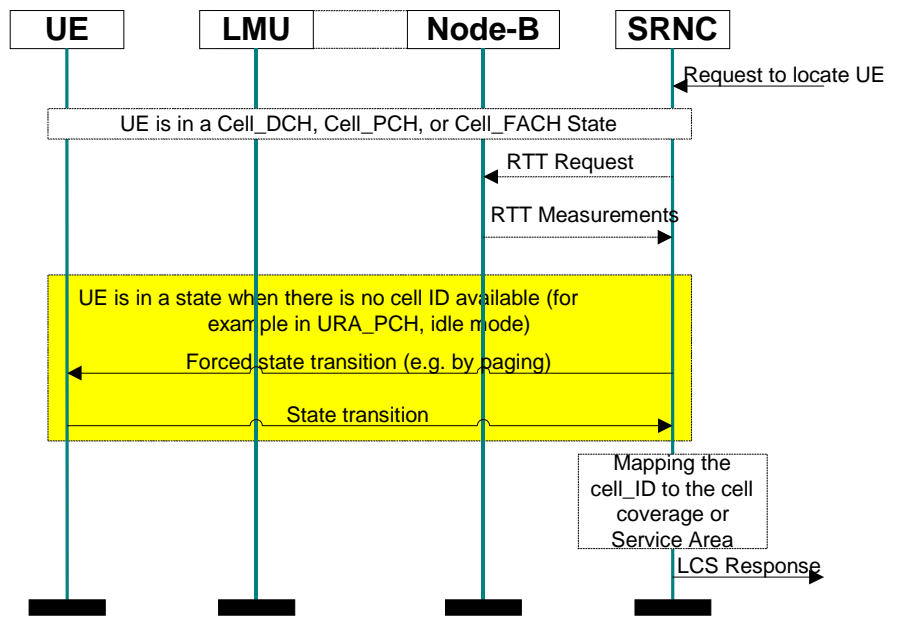 UE
LMU
Node-B
SRNC
Request to locate UE
UE is in a Cell_DCH, Cell_PCH, or Cell_FACH State
RTT Request
RTT Measurements
UE is in a state when there is no cell ID available (for
example in URA_PCH, idle mode)
Forced state transition (e.g. by paging)
State transition
Mapping the
cell_ID to the cell
coverage or
Service Area
LCS Response